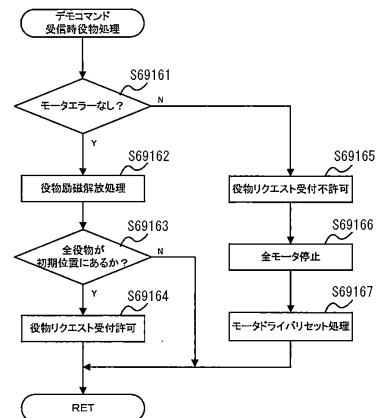 デモコマンド
受信時役物処理
S69161
モータエラーなし?
N
Y
S69162
役物励磁解放処理
S69163
全役物が
初期位置にあるか?
N
Y
S69164
役物リクエスト受付許可
S69165
役物リクエスト受付不許可
S69166
全モータ停止
S69167
モータドライバリセット処理
RET